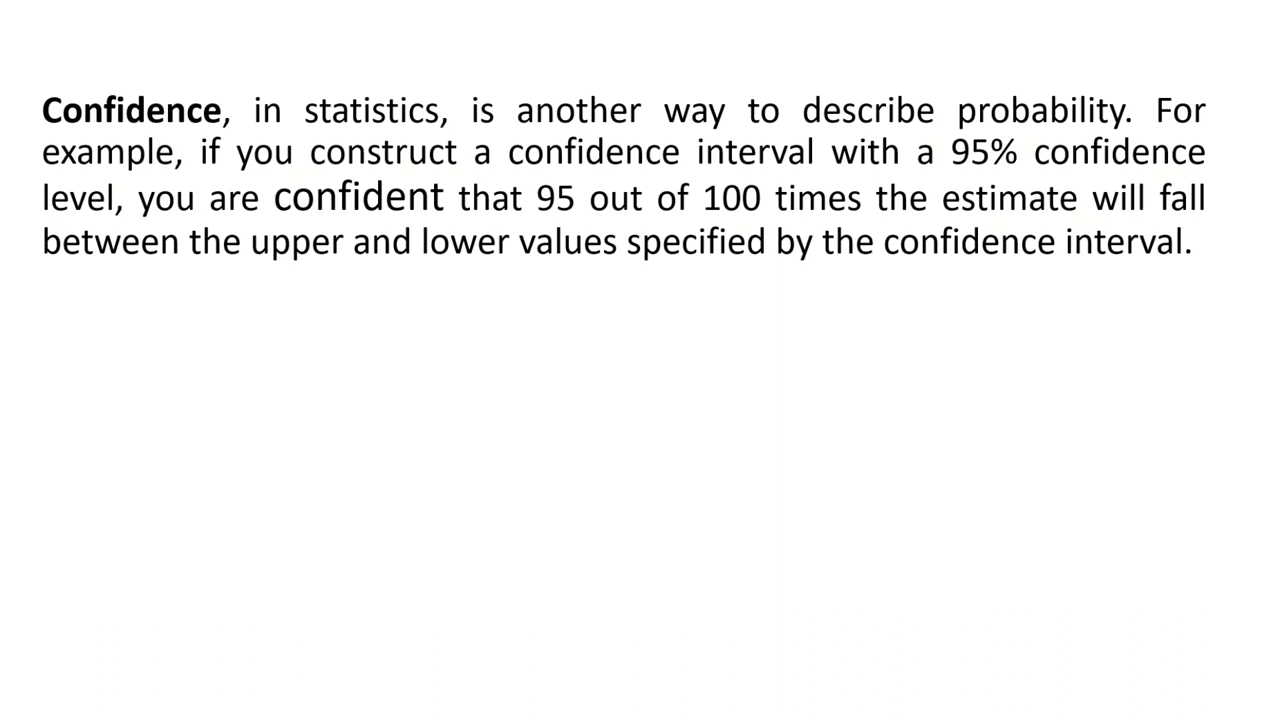 Confidence, in statistics, is another way to describe probability. For
example, if you construct a confidence interval with a 95% confidence
level, you are confident that 95 out of 100 times the estimate will fall
between the upper and lower values specified by the confidence interval.